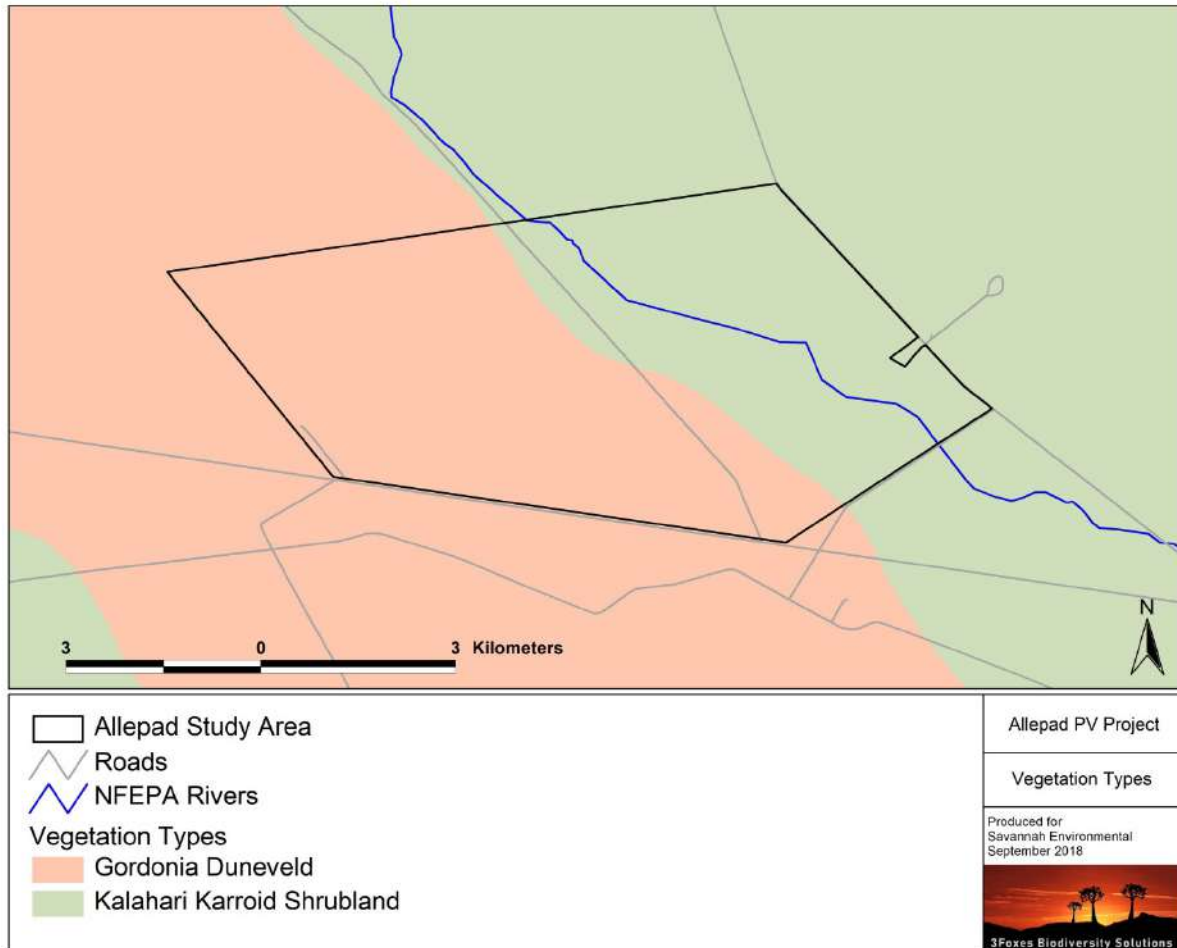 N
3 0 3 Kilometers
Allepad Study Area
Roads
NFEPA Rivers
Vegetation Types
Gordonia Duneveld
Kalahari Karroid Shrubland
Allepad PV Project
Vegetation Types
Produced for
Savannah Environmental
September 2018
3Foxes Biodiversity Solutions